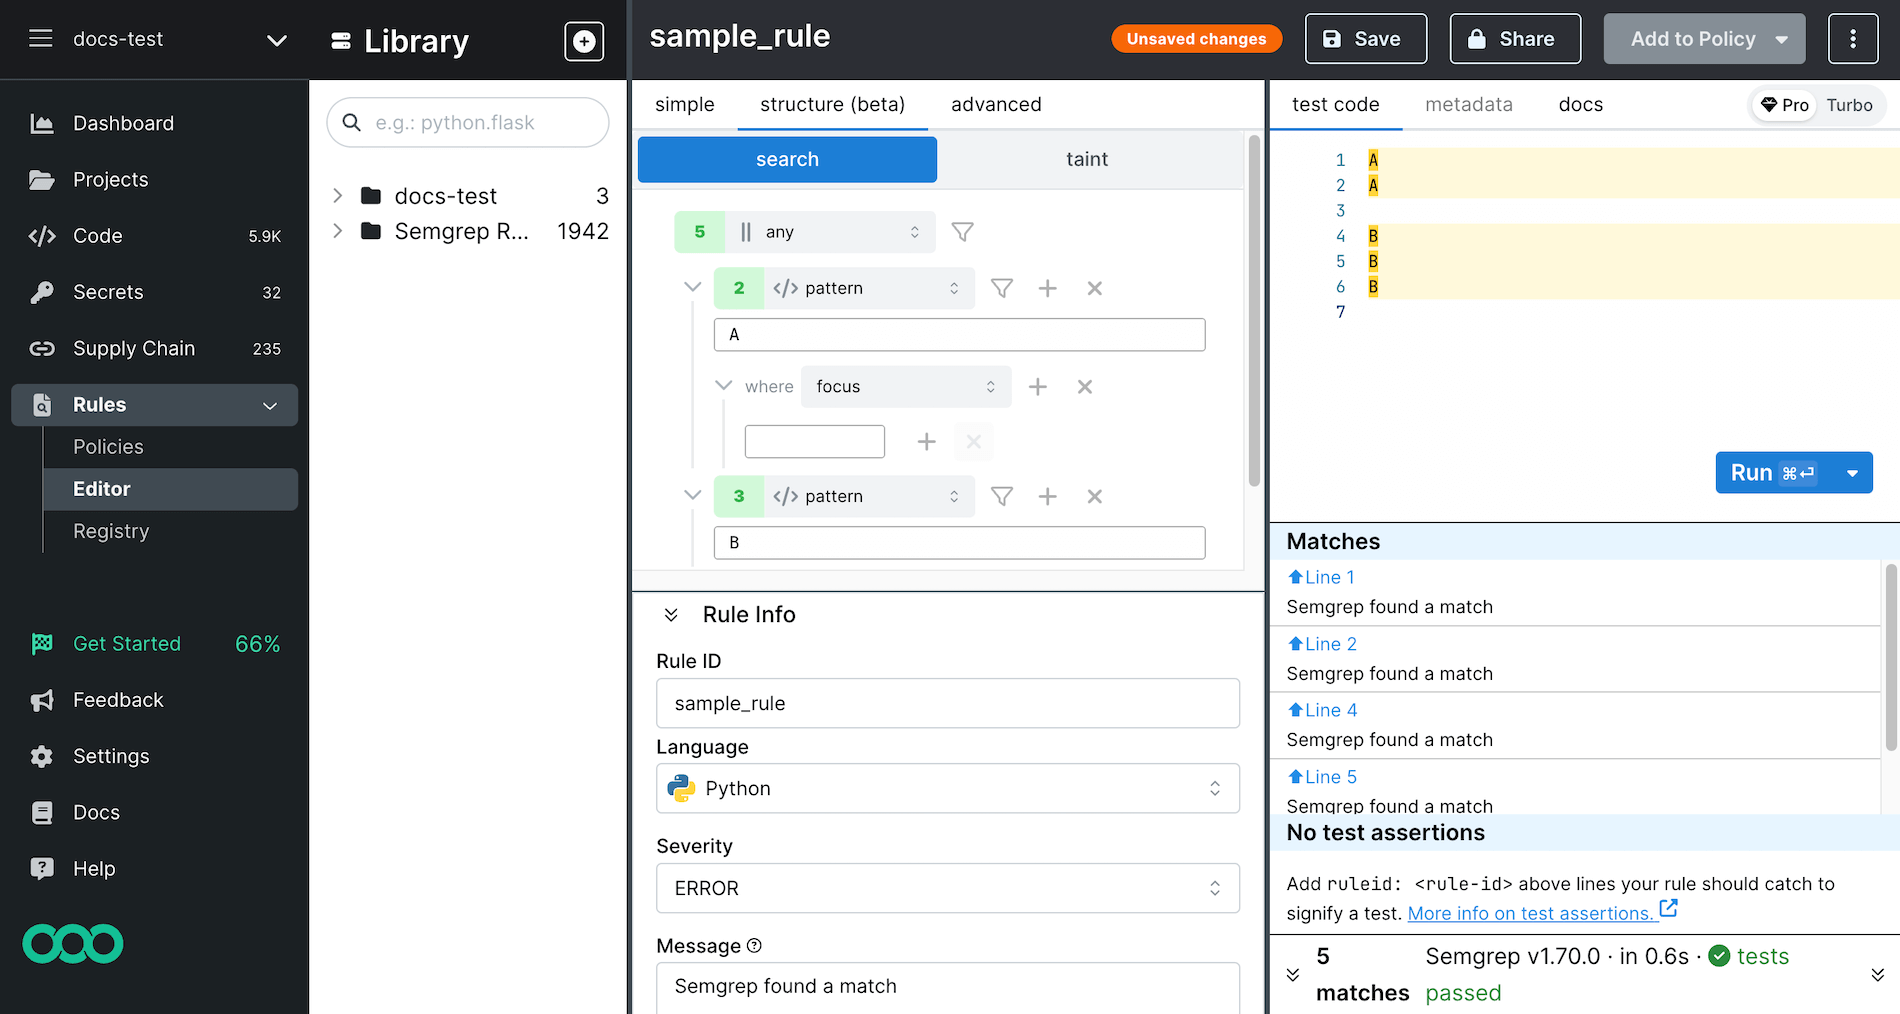 docs-test
Dashboard
Projects
Code 5.9K
Secrets 32
Supply Chain 235
Rules
Policies
Editor
Registry
Get Started 66%
Feedback
Settings
Docs
Help
Library
e.g.: python.flask
docs-test 3
Semgrep R... 1942
sample_rule
Unsaved changes
Save
Share
Add to Policy
simple structure (beta) advanced
search taint
5 any
2 </> pattern
A
where focus
3 </> pattern
B
Rule Info
Rule ID
sample_rule
Language
Python
Severity
ERROR
Message
Semgrep found a match
test code metadata docs
Pro Turbo
1 A
2 A
3
4 B
5 B
6 B
7
Run ⌘⏎
Matches
Line 1
Semgrep found a match
Line 2
Semgrep found a match
Line 4
Semgrep found a match
Line 5
Semgrep found a match
No test assertions
Add ruleid: <rule-id> above lines your rule should catch to
signify a test. More info on test assertions.
5 matches
Semgrep v1.70.0 · in 0.6s · tests
passed